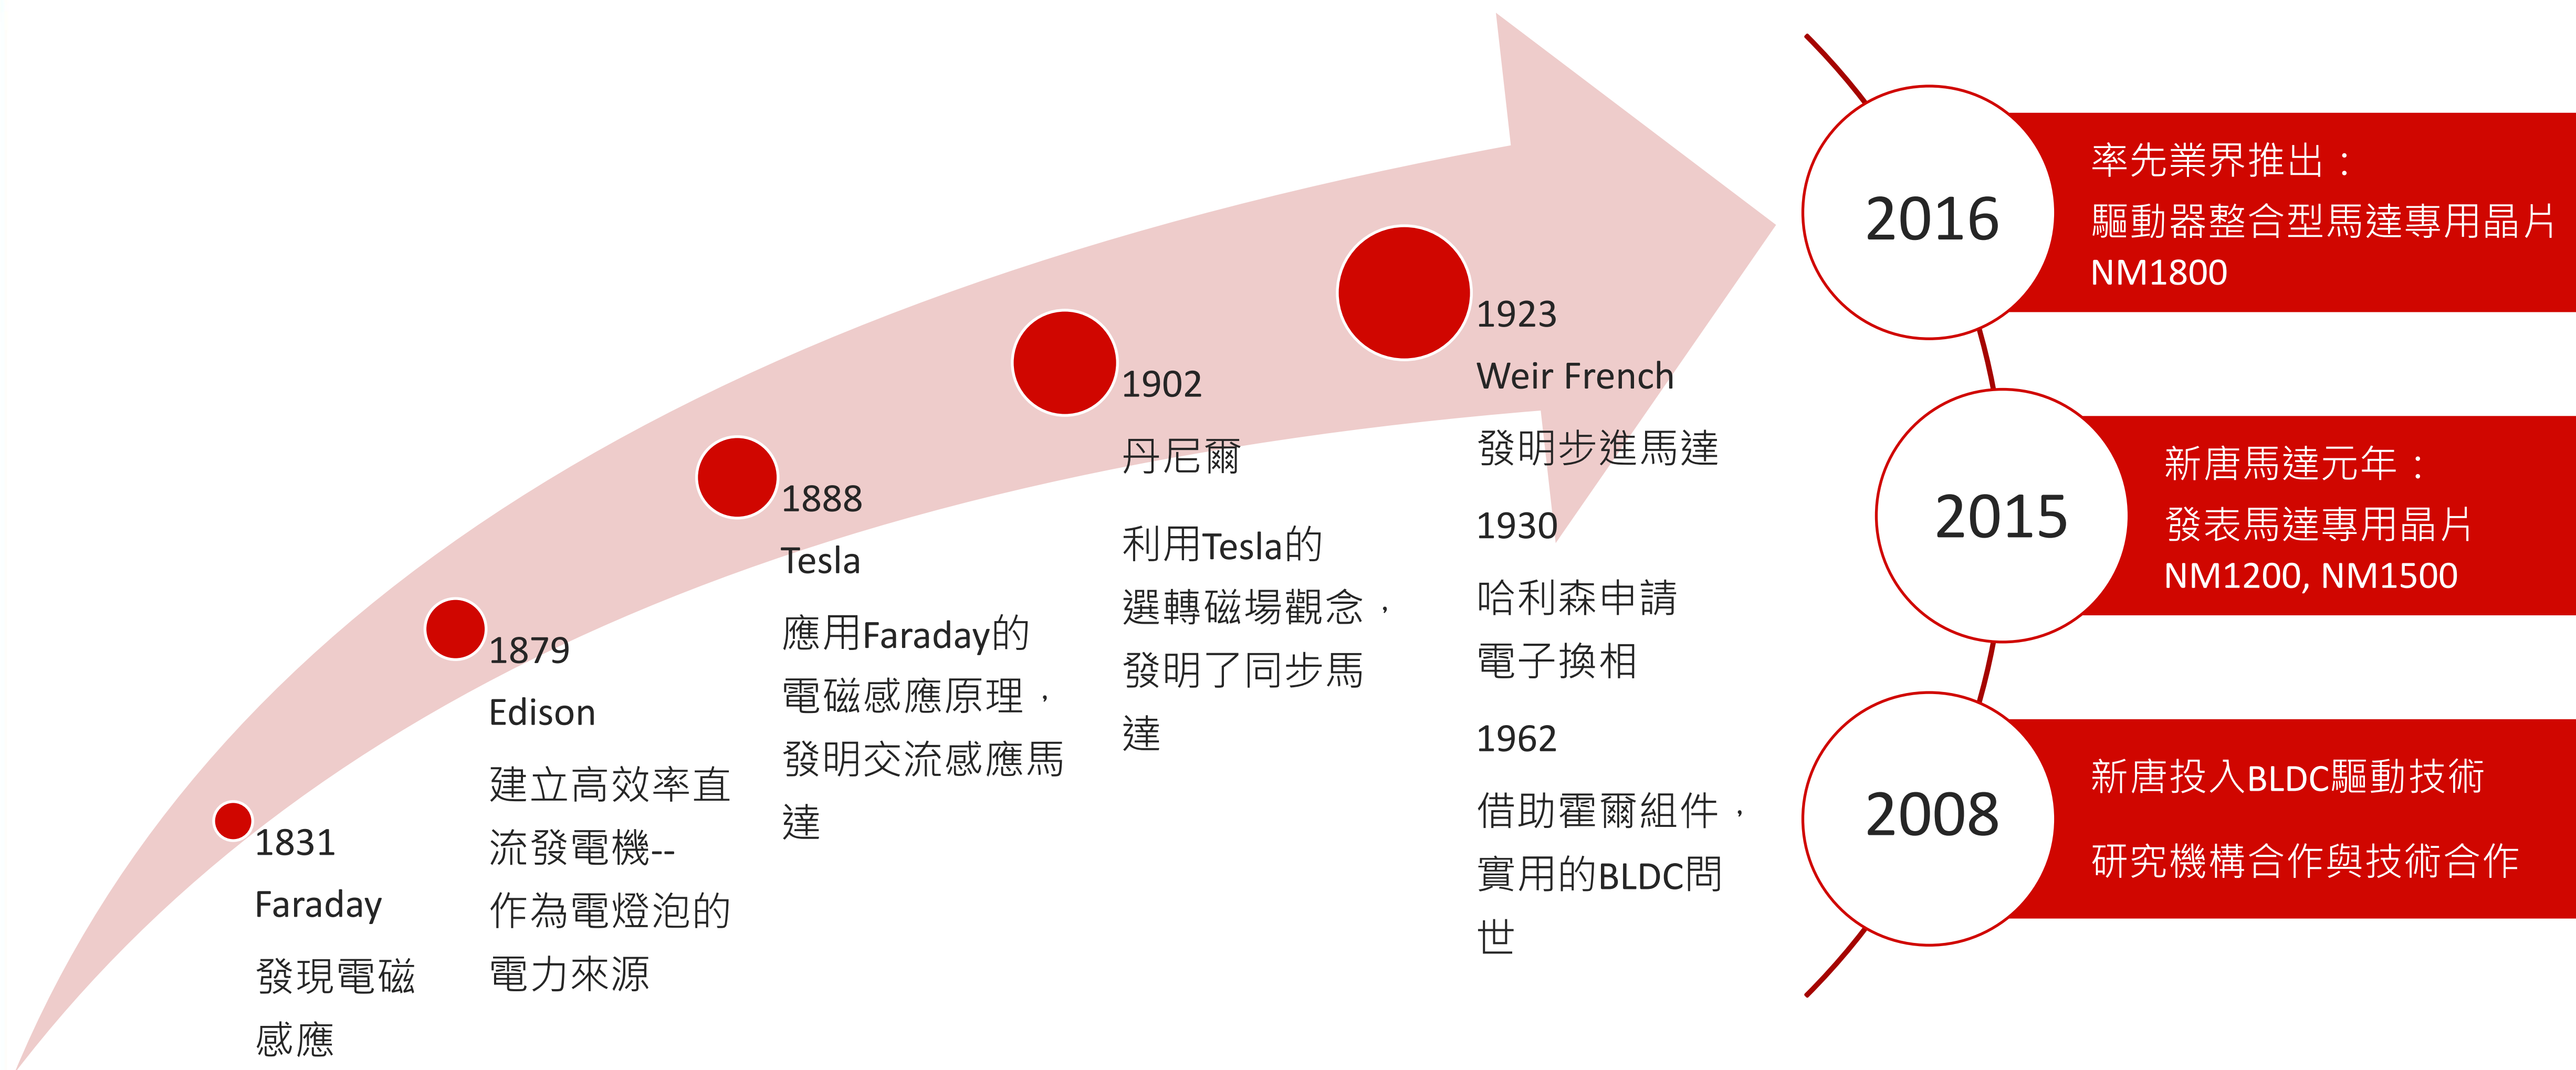 1831
Faraday
發現電磁
感應
1879
Edison
建立高效率直
流發電機--
作為電燈泡的
電力來源
1888
Tesla
應用Faraday的
電磁感應原理，
發明交流感應馬
達
1902
丹尼爾
利用Tesla的
選轉磁場觀念，
發明了同步馬
達
1923
Weir French
發明步進馬達
1930
哈利森申請
電子換相
1962
借助霍爾組件，
實用的BLDC問
世
2016
率先業界推出：
驅動器整合型馬達專用晶片
NM1800
2015
新唐馬達元年：
發表馬達專用晶片
NM1200, NM1500
2008
新唐投入BLDC驅動技術
研究機構合作與技術合作